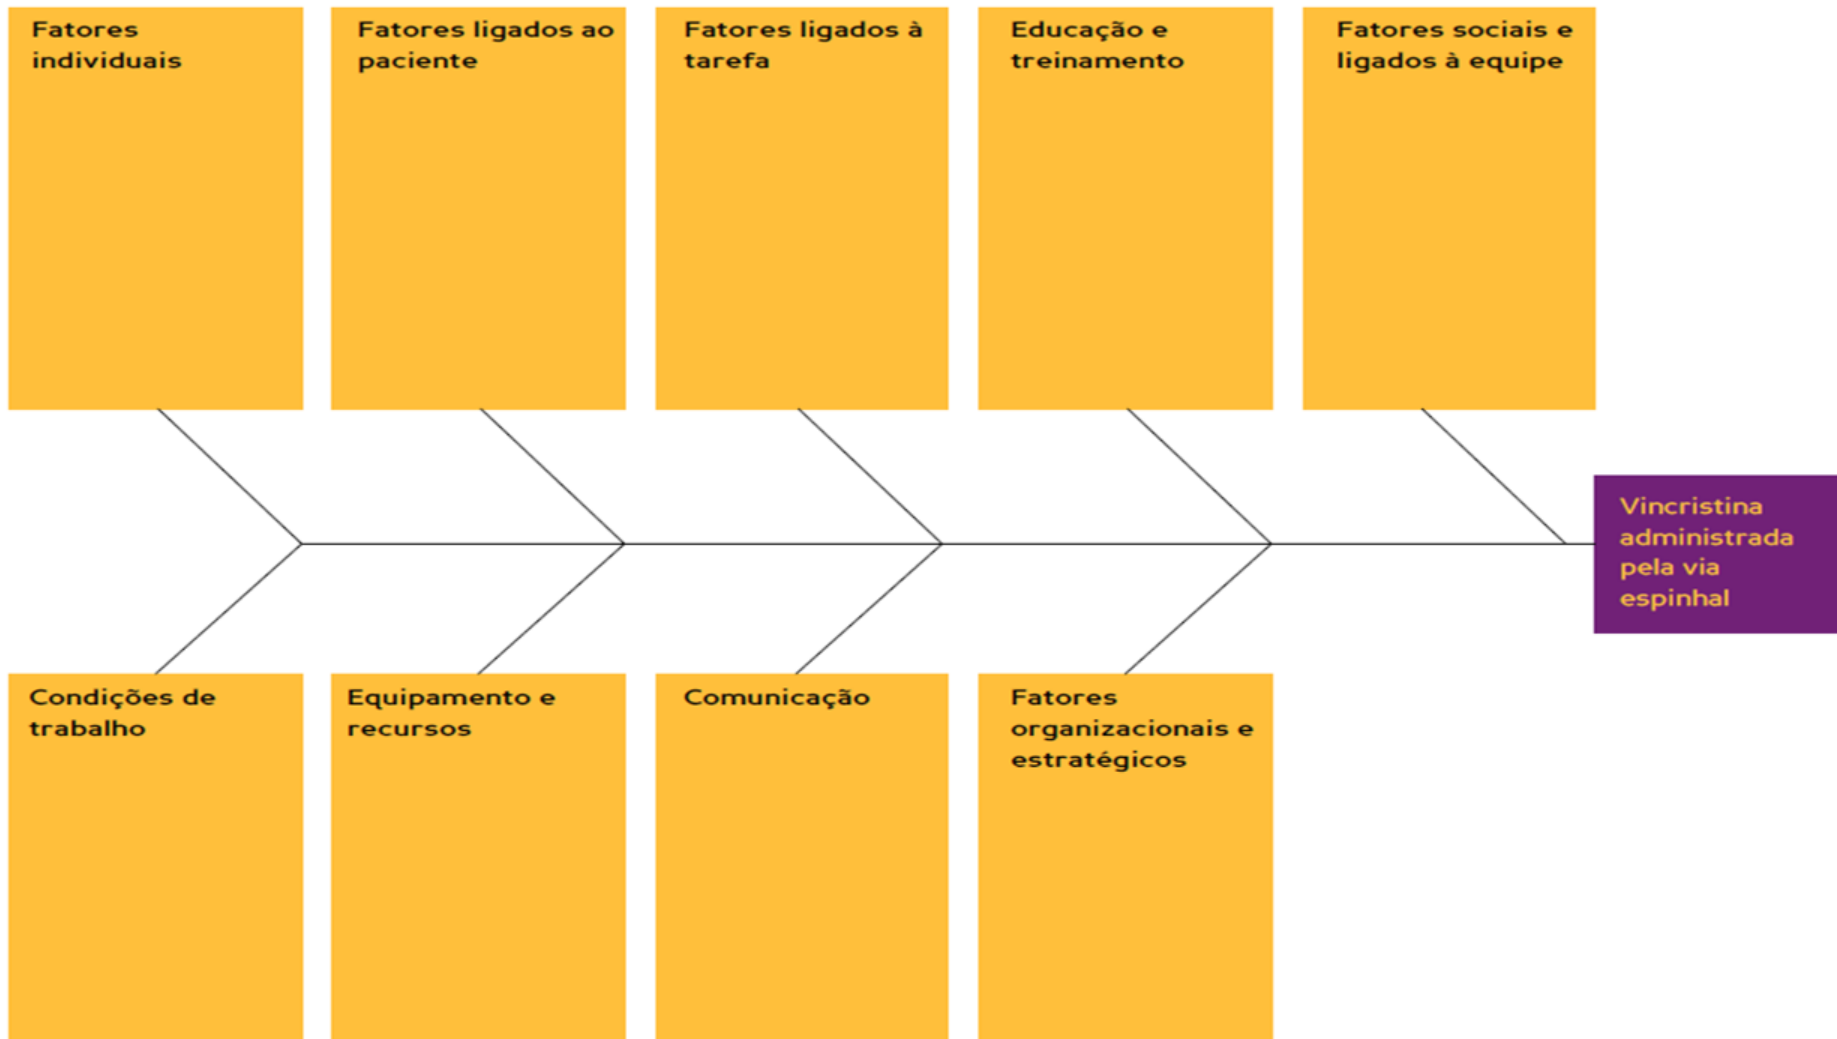 Fatores
individuais
Fatores ligados ao
paciente
Fatores ligados à
tarefa
Educação e
treinamento
Fatores sociais e
ligados à equipe
Vincristina
administrada
pela via
espinhal
Condições de
trabalho
Equipamento e
recursos
Comunicação
Fatores
organizacionais e
estratégicos